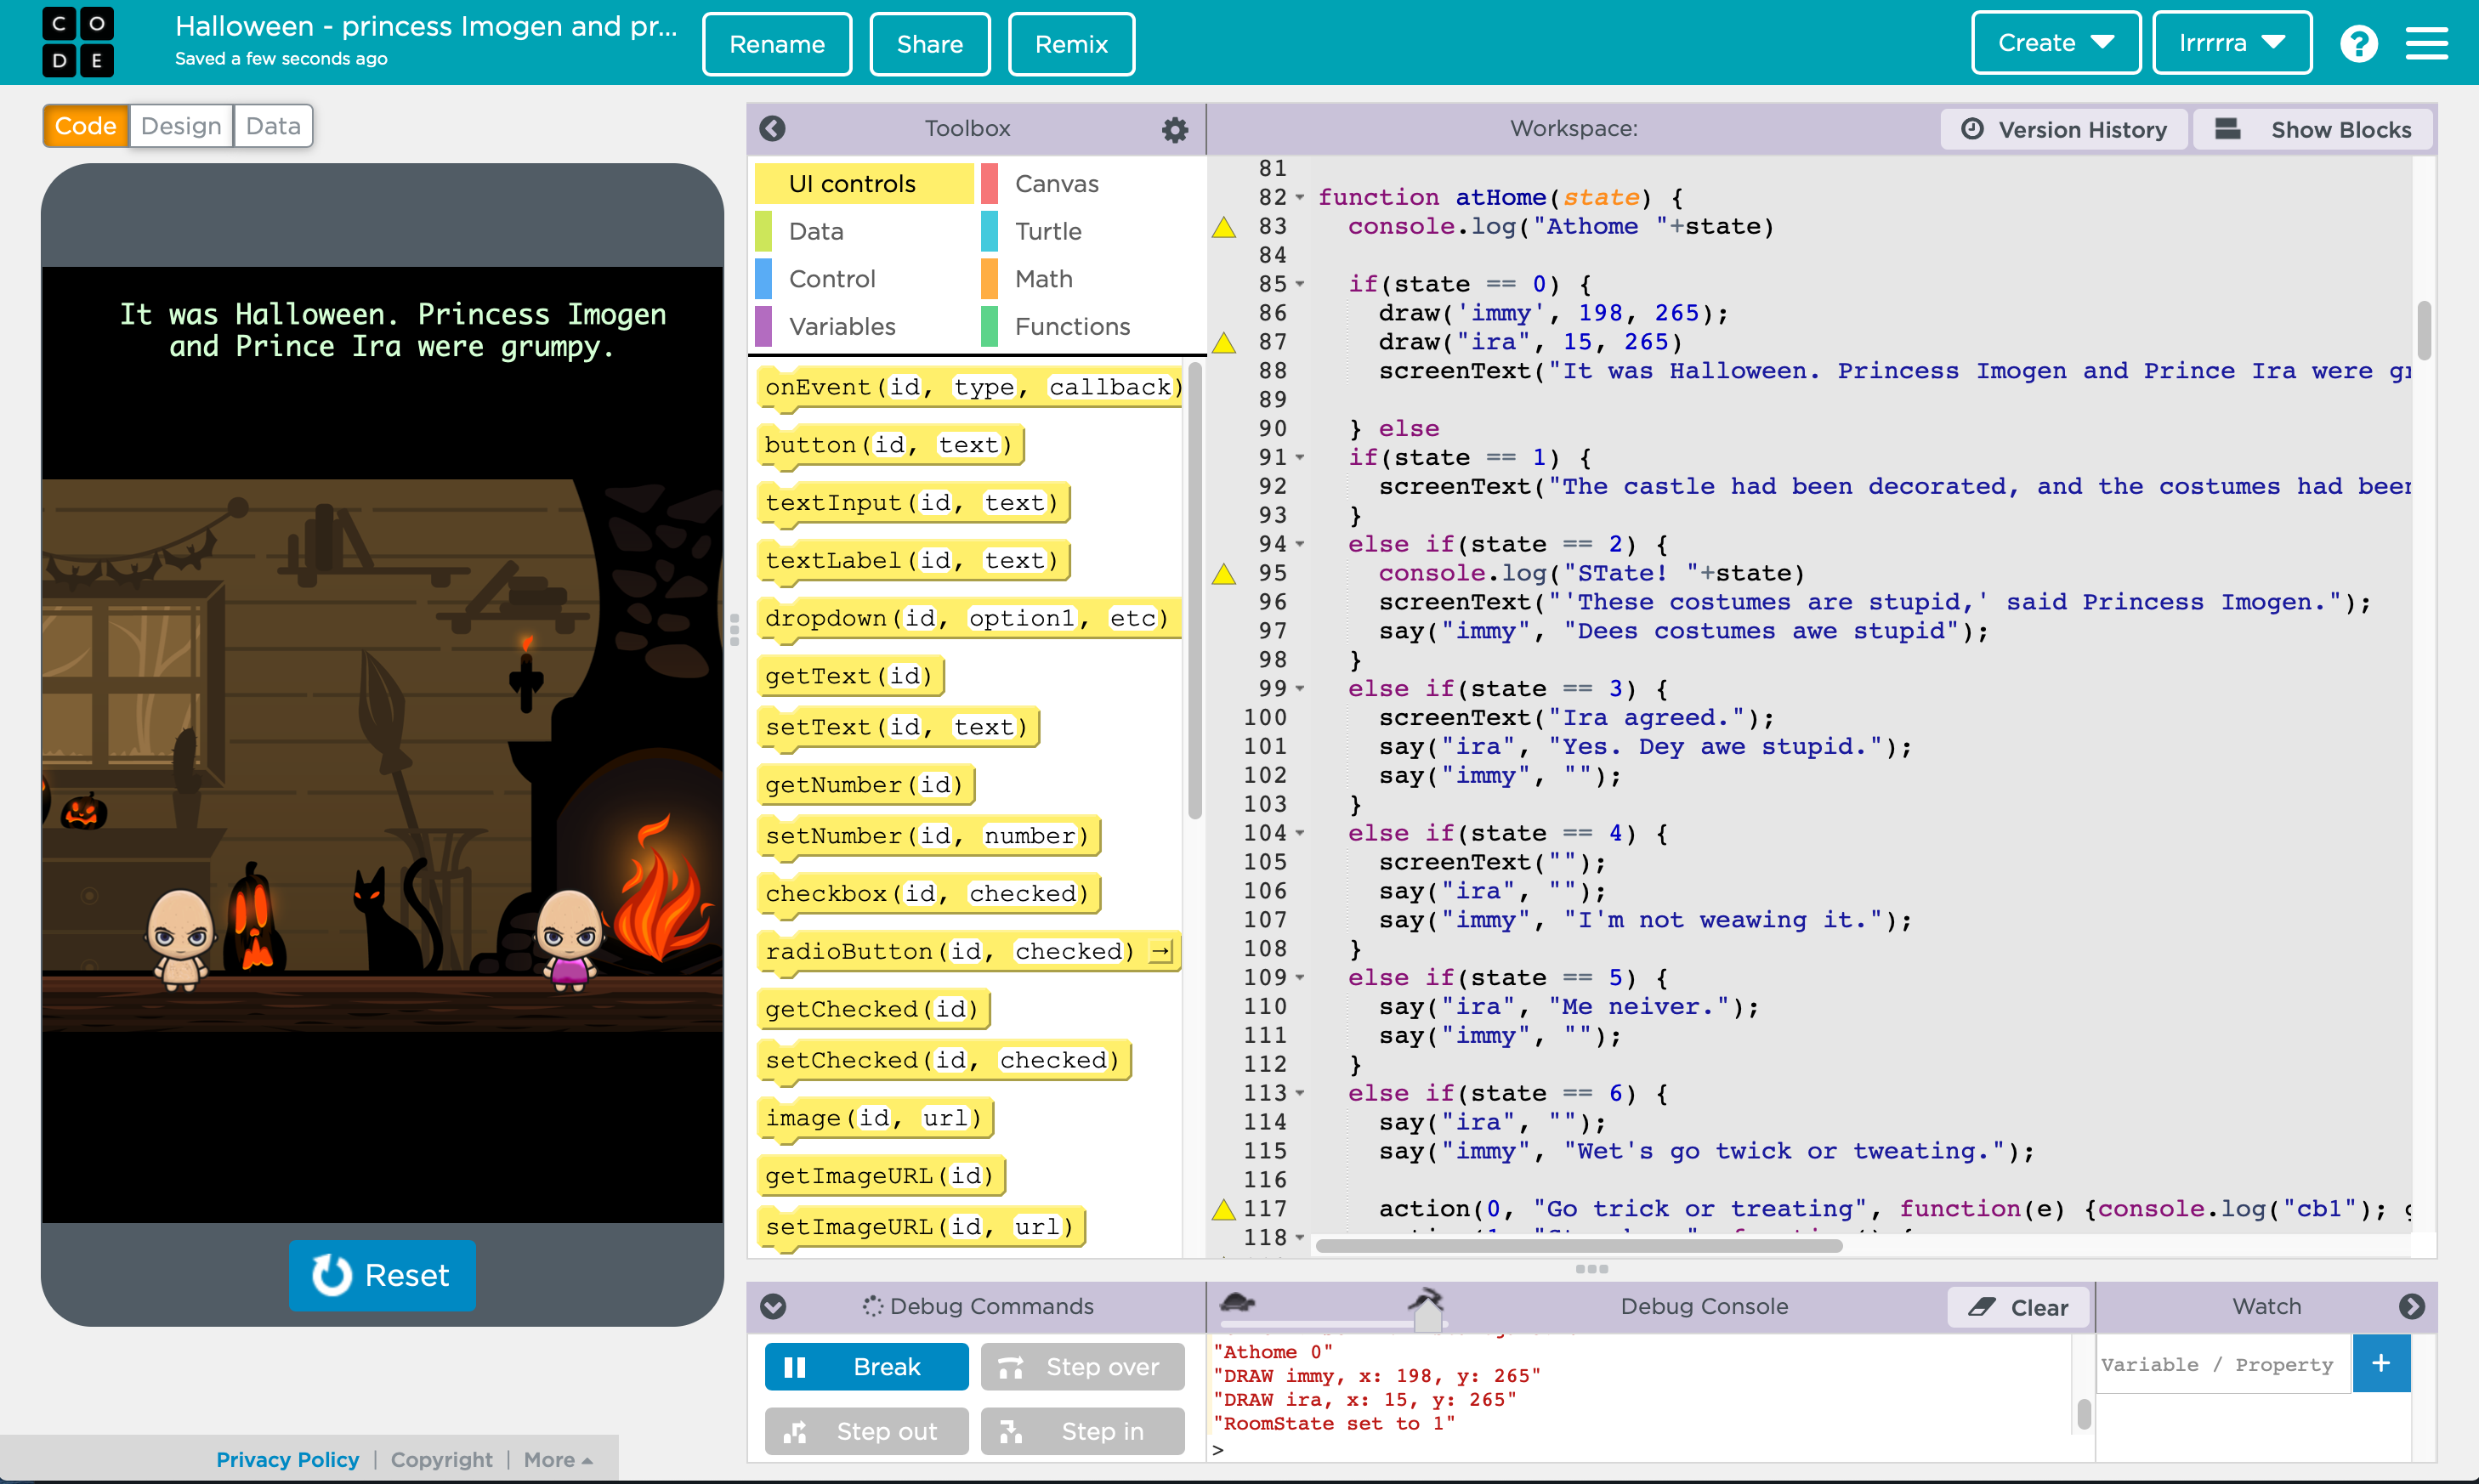 CODE
Halloween - princess Imogen and pr...
Saved a few seconds ago
Rename
Share
Remix
Create
Irrrrra
?
Code
Design
Data
It was Halloween. Princess Imogen
and Prince Ira were grumpy.
Reset
Privacy Policy | Copyright | More
Toolbox
UI controls
Canvas
Data
Turtle
Control
Math
Variables
Functions
onEvent(id, type, callback)
button(id, text)
textInput(id, text)
textLabel(id, text)
dropdown(id, option1, etc)
getText(id)
setText(id, text)
getNumber(id)
setNumber(id, number)
checkbox(id, checked)
radioButton(id, checked)
getChecked(id)
setChecked(id, checked)
image(id, url)
getImageURL(id)
setImageURL(id, url)
Workspace:
Version History
Show Blocks
81
82 function atHome(state) {
83 console.log("Athome "+state)
84
85 if(state == 0) {
86 draw('immy', 198, 265);
87 draw("ira", 15, 265)
88 screenText("It was Halloween. Princess Imogen and Prince Ira were
89
90 } else
91 if(state == 1) {
92 screenText("The castle had been decorated, and the costumes had
93 }
94 else if(state == 2) {
95 console.log("STate! "+state)
96 screenText("'These costumes are stupid,' said Princess Imogen.");
97 say("immy", "Dees costumes awe stupid");
98 }
99 else if(state == 3) {
100 screenText("Ira agreed.");
101 say("ira", "Yes. Dey awe stupid.");
102 say("immy", "");
103 }
104 else if(state == 4) {
105 screenText("");
106 say("ira", "");
107 say("immy", "I'm not weawing it.");
108 }
109 else if(state == 5) {
110 say("ira", "Me neiver.");
111 say("immy", "");
112 }
113 else if(state == 6) {
114 say("ira", "");
115 say("immy", "Wet's go twick or tweating.");
116
117 action(0, "Go trick or treating", function(e) {console.log("cb1");
118
Debug Commands
Break
Step over
Step out
Step in
Debug Console
Clear
"Athome 0"
"DRAW immy, x: 198, y: 265"
"DRAW ira, x: 15, y: 265"
"RoomState set to 1"
>
Watch
Variable / Property
+